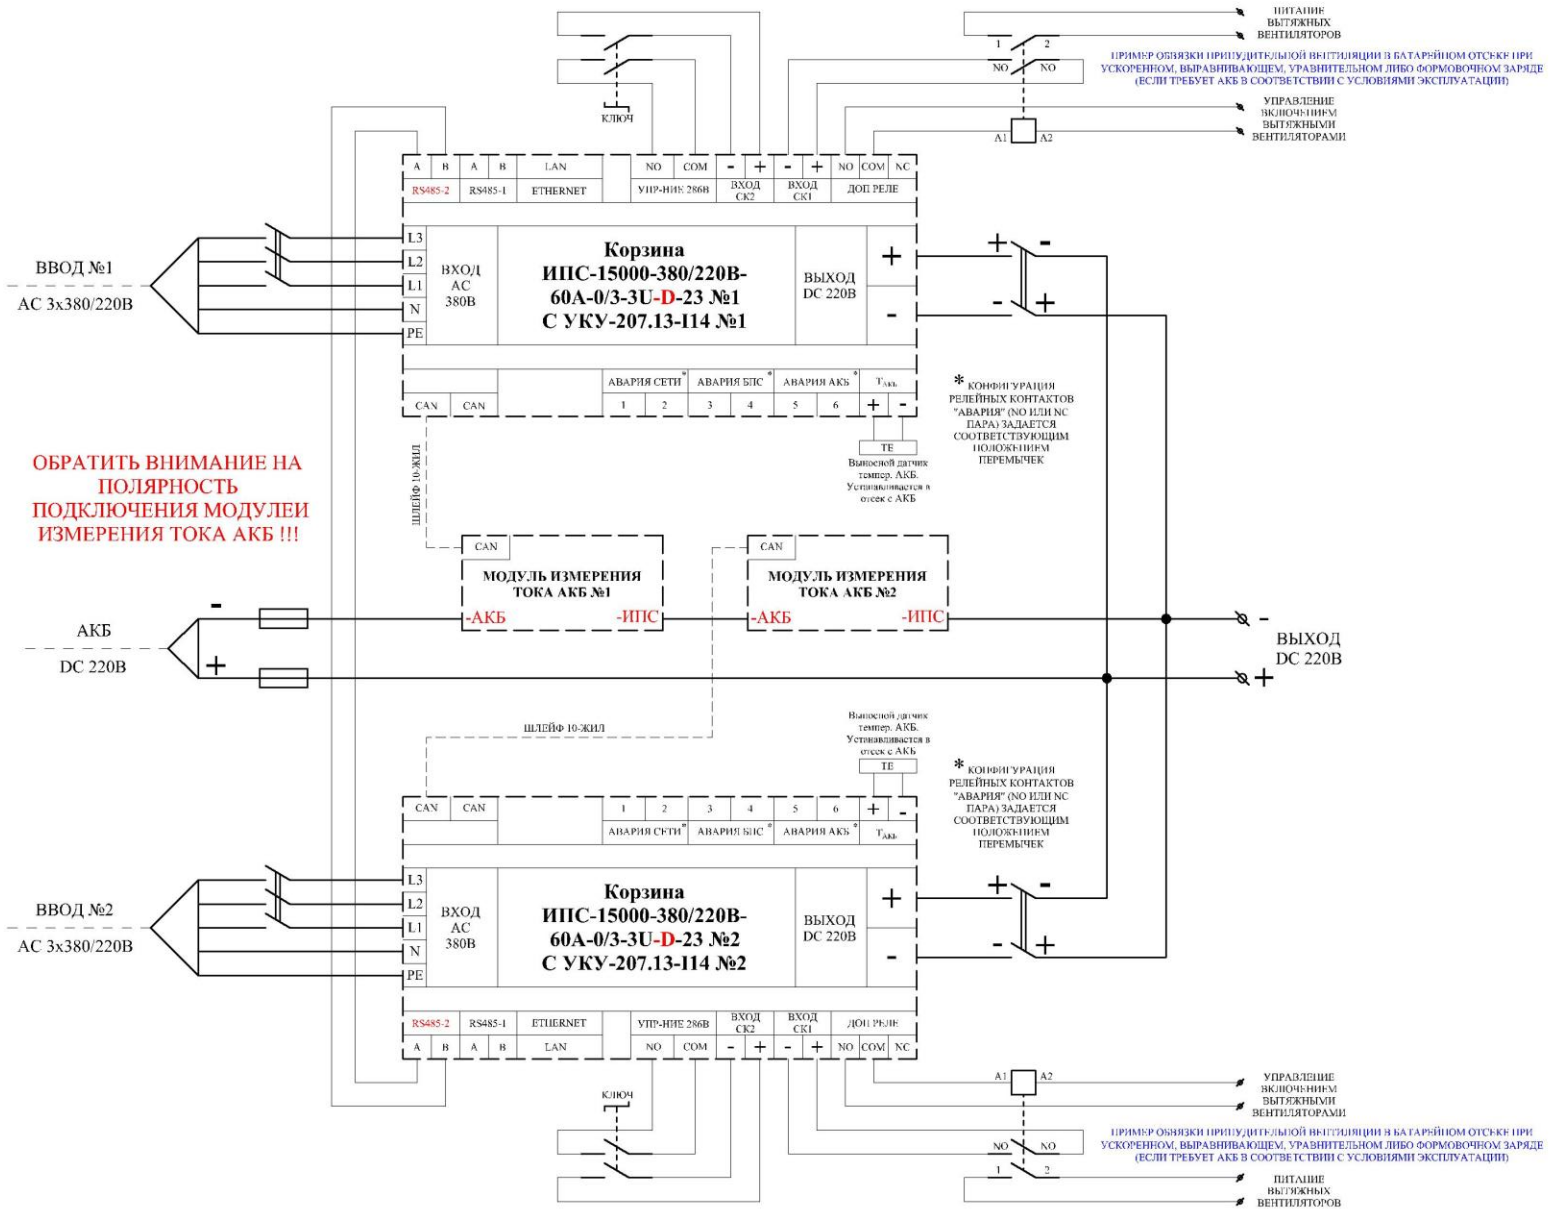 ПИТАНИЕ
ВЫТЯЖНЫХ
ВЕНТИЛЯТОРОВ
1 2
ПРИМЕР ОБВЯЗКИ ПРИНУДИТЕЛЬНОЙ ВЕНТИЛЯЦИИ В БАТАРЕЙНОМ ОТСЕКЕ ПРИ
УСКОРЕННОМ, ВЫРАВНИВАЮЩЕМ, УРАВНИТЕЛЬНОМ ЛИБО ФОРМОВОЧНОМ ЗАРЯДЕ
(ЕСЛИ ТРЕБУЕТ АКБ В СООТВЕТСТВИИ С УСЛОВИЯМИ ЭКСПЛУАТАЦИИ)
NO NO
УПРАВЛЕНИЕ
ВКЛЮЧЕНИЕМ
ВЫТЯЖНЫМИ
ВЕНТИЛЯТОРАМИ
КЛЮЧ
A1 A2
A B A B LAN NO COM - + - + NO COM NC
RS485-2 RS485-1 ETHERNET УПР-НИЕ 286В ВХОД СК2 ВХОД СК1 ДОП РЕЛЕ
ВВОД №1
AC 3x380/220В
L3
L2
L1
N
PE
ВХОД
AC
380В
Корзина
ИПС-15000-380/220В-
60А-0/3-3U-D-23 №1
С УКУ-207.13-I14 №1
ВЫХОД
DC 220В
+
-
+ -
- +
АВАРИЯ СЕТИ* АВАРИЯ БПС* АВАРИЯ АКБ* TАКБ
CAN CAN 1 2 3 4 5 6 + -
* КОНФИГУРАЦИЯ
РЕЛЕЙНЫХ КОНТАКТОВ
"АВАРИЯ" (NO ИЛИ NC
ПАРА) ЗАДАЕТСЯ
СООТВЕТСТВУЮЩИМ
ПОЛОЖЕНИЕМ
ПЕРЕМЫЧЕК
TE
Выносной датчик
темпер. АКБ.
Устанавливается в
отсек с АКБ
ШЛЕЙФ 10-ЖИЛ
ОБРАТИТЬ ВНИМАНИЕ НА
ПОЛЯРНОСТЬ
ПОДКЛЮЧЕНИЯ МОДУЛЕЙ
ИЗМЕРЕНИЯ ТОКА АКБ !!!
CAN
МОДУЛЬ ИЗМЕРЕНИЯ
ТОКА АКБ №1
-АКБ -ИПС
CAN
МОДУЛЬ ИЗМЕРЕНИЯ
ТОКА АКБ №2
-АКБ -ИПС
АКБ
DC 220В
-
+
-
ВЫХОД
DC 220В
+
ШЛЕЙФ 10-ЖИЛ
Выносной датчик
темпер. АКБ.
Устанавливается в
отсек с АКБ
TE
* КОНФИГУРАЦИЯ
РЕЛЕЙНЫХ КОНТАКТОВ
"АВАРИЯ" (NO ИЛИ NC
ПАРА) ЗАДАЕТСЯ
СООТВЕТСТВУЮЩИМ
ПОЛОЖЕНИЕМ
ПЕРЕМЫЧЕК
CAN CAN 1 2 3 4 5 6 + -
АВАРИЯ СЕТИ* АВАРИЯ БПС* АВАРИЯ АКБ* TАКБ
ВВОД №2
AC 3x380/220В
L3
L2
L1
N
PE
ВХОД
AC
380В
Корзина
ИПС-15000-380/220В-
60А-0/3-3U-D-23 №2
С УКУ-207.13-I14 №2
ВЫХОД
DC 220В
+
-
+ -
- +
RS485-2 RS485-1 ETHERNET УПР-НИЕ 286В ВХОД СК2 ВХОД СК1 ДОП РЕЛЕ
A B A B LAN NO COM - + - + NO COM NC
A1 A2
КЛЮЧ
УПРАВЛЕНИЕ
ВКЛЮЧЕНИЕМ
ВЫТЯЖНЫМИ
ВЕНТИЛЯТОРАМИ
ПРИМЕР ОБВЯЗКИ ПРИНУДИТЕЛЬНОЙ ВЕНТИЛЯЦИИ В БАТАРЕЙНОМ ОТСЕКЕ ПРИ
УСКОРЕННОМ, ВЫРАВНИВАЮЩЕМ, УРАВНИТЕЛЬНОМ ЛИБО ФОРМОВОЧНОМ ЗАРЯДЕ
(ЕСЛИ ТРЕБУЕТ АКБ В СООТВЕТСТВИИ С УСЛОВИЯМИ ЭКСПЛУАТАЦИИ)
NO NO
1 2
ПИТАНИЕ
ВЫТЯЖНЫХ
ВЕНТИЛЯТОРОВ